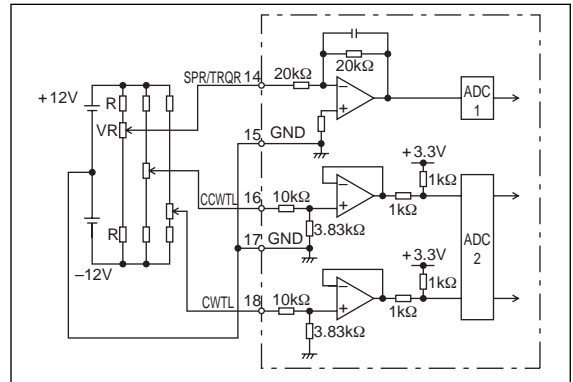 SPR/TRQR 14 20kΩ 20kΩ
+12V R
VR
ADC 1
15 GND
+3.3V
CCWTL 16 10kΩ 1kΩ
1kΩ
3.83kΩ
17 GND
R
ADC 2
–12V
+3.3V
1kΩ
CWTL 18 10kΩ
1kΩ
3.83kΩ